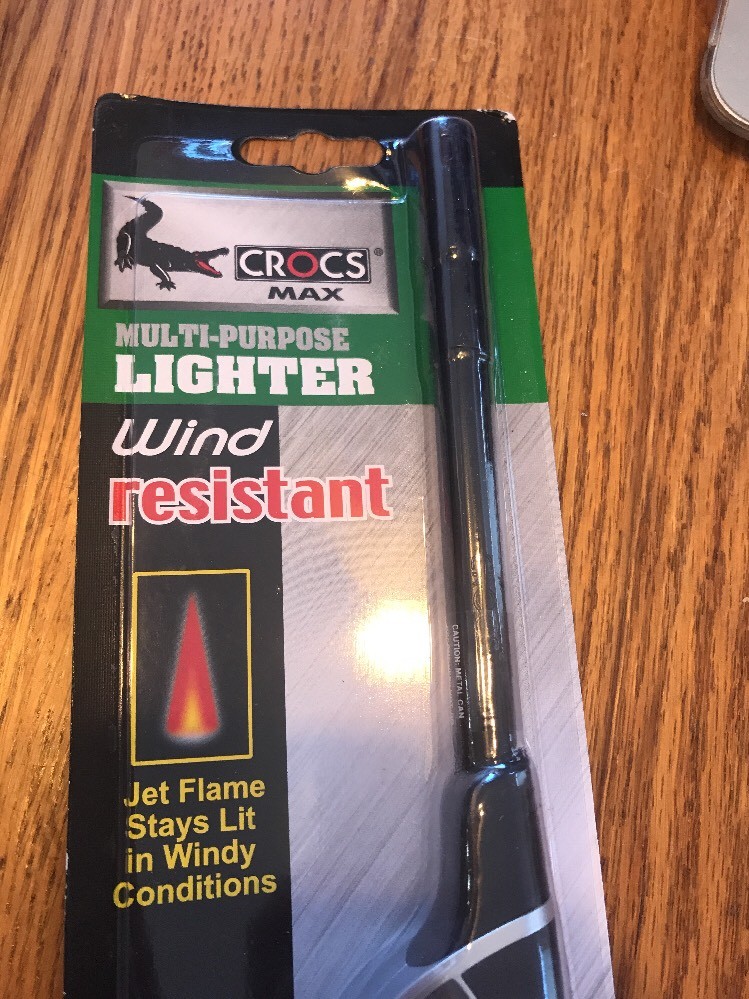 CROCS®
MAX
MULTI-PURPOSE
LIGHTER
Wind
resistant
Jet Flame
Stays Lit
in Windy
Conditions
CAUTION: METAL CAN